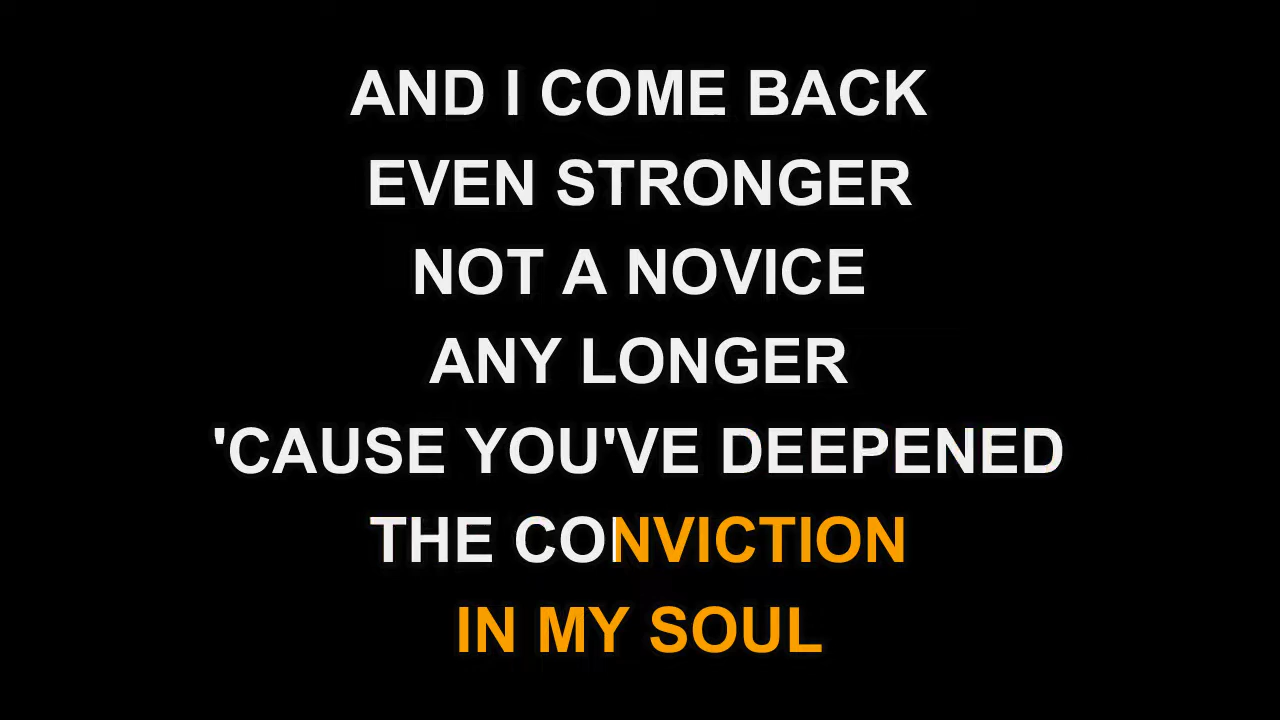 AND I COME BACK
EVEN STRONGER
NOT A NOVICE
ANY LONGER
'CAUSE YOU'VE DEEPENED
THE CONVICTION
IN MY SOUL